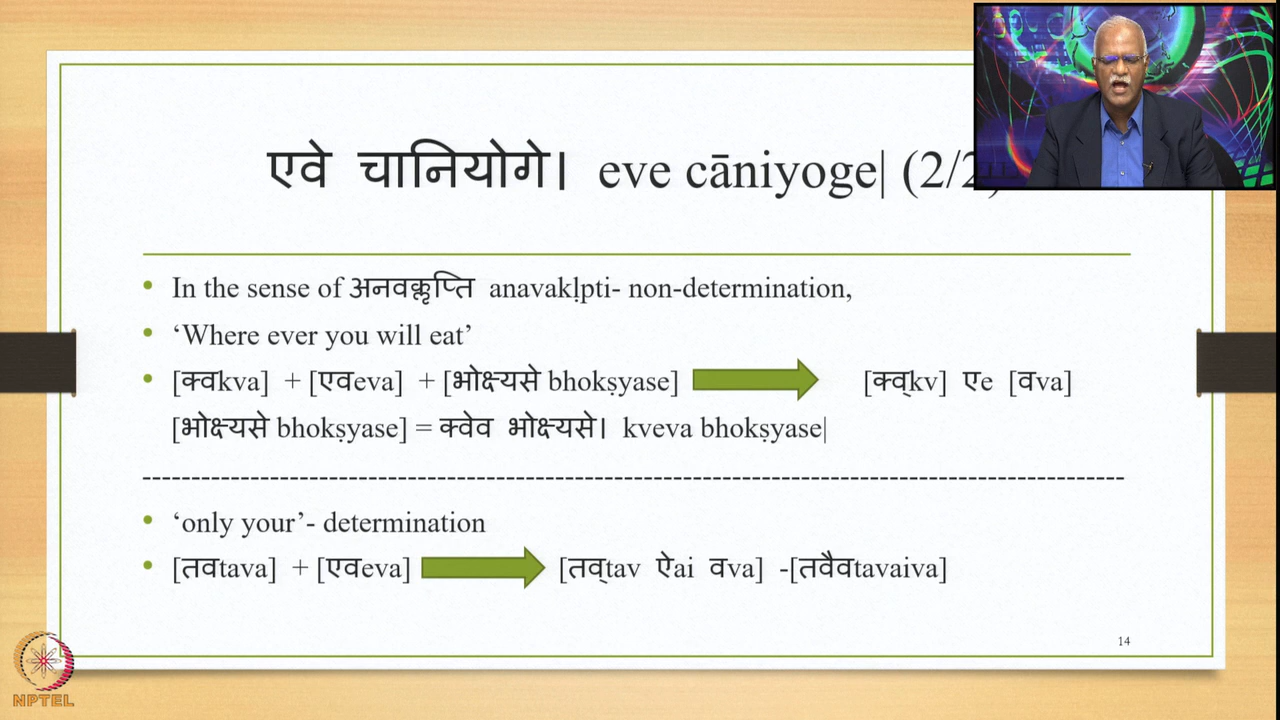 एवे चानियोगे। eve cāniyoge| (2/2)
• In the sense of अनवकॢप्ति anavakḷpti- non-determination,
• ‘Where ever you will eat’
• [क्वkva] + [एवeva] + [भोक्ष्यसे bhokṣyase] [क्व्kv] एe [वva]
[भोक्ष्यसे bhokṣyase] = क्वेव भोक्ष्यसे। kveva bhokṣyase|
--------------------------------------------------------------------------------------------------
• ‘only your’- determination
• [तवtava] + [एवeva] [तव्tav ऐai वva] -[तवैवtavaiva]
14
NPTEL